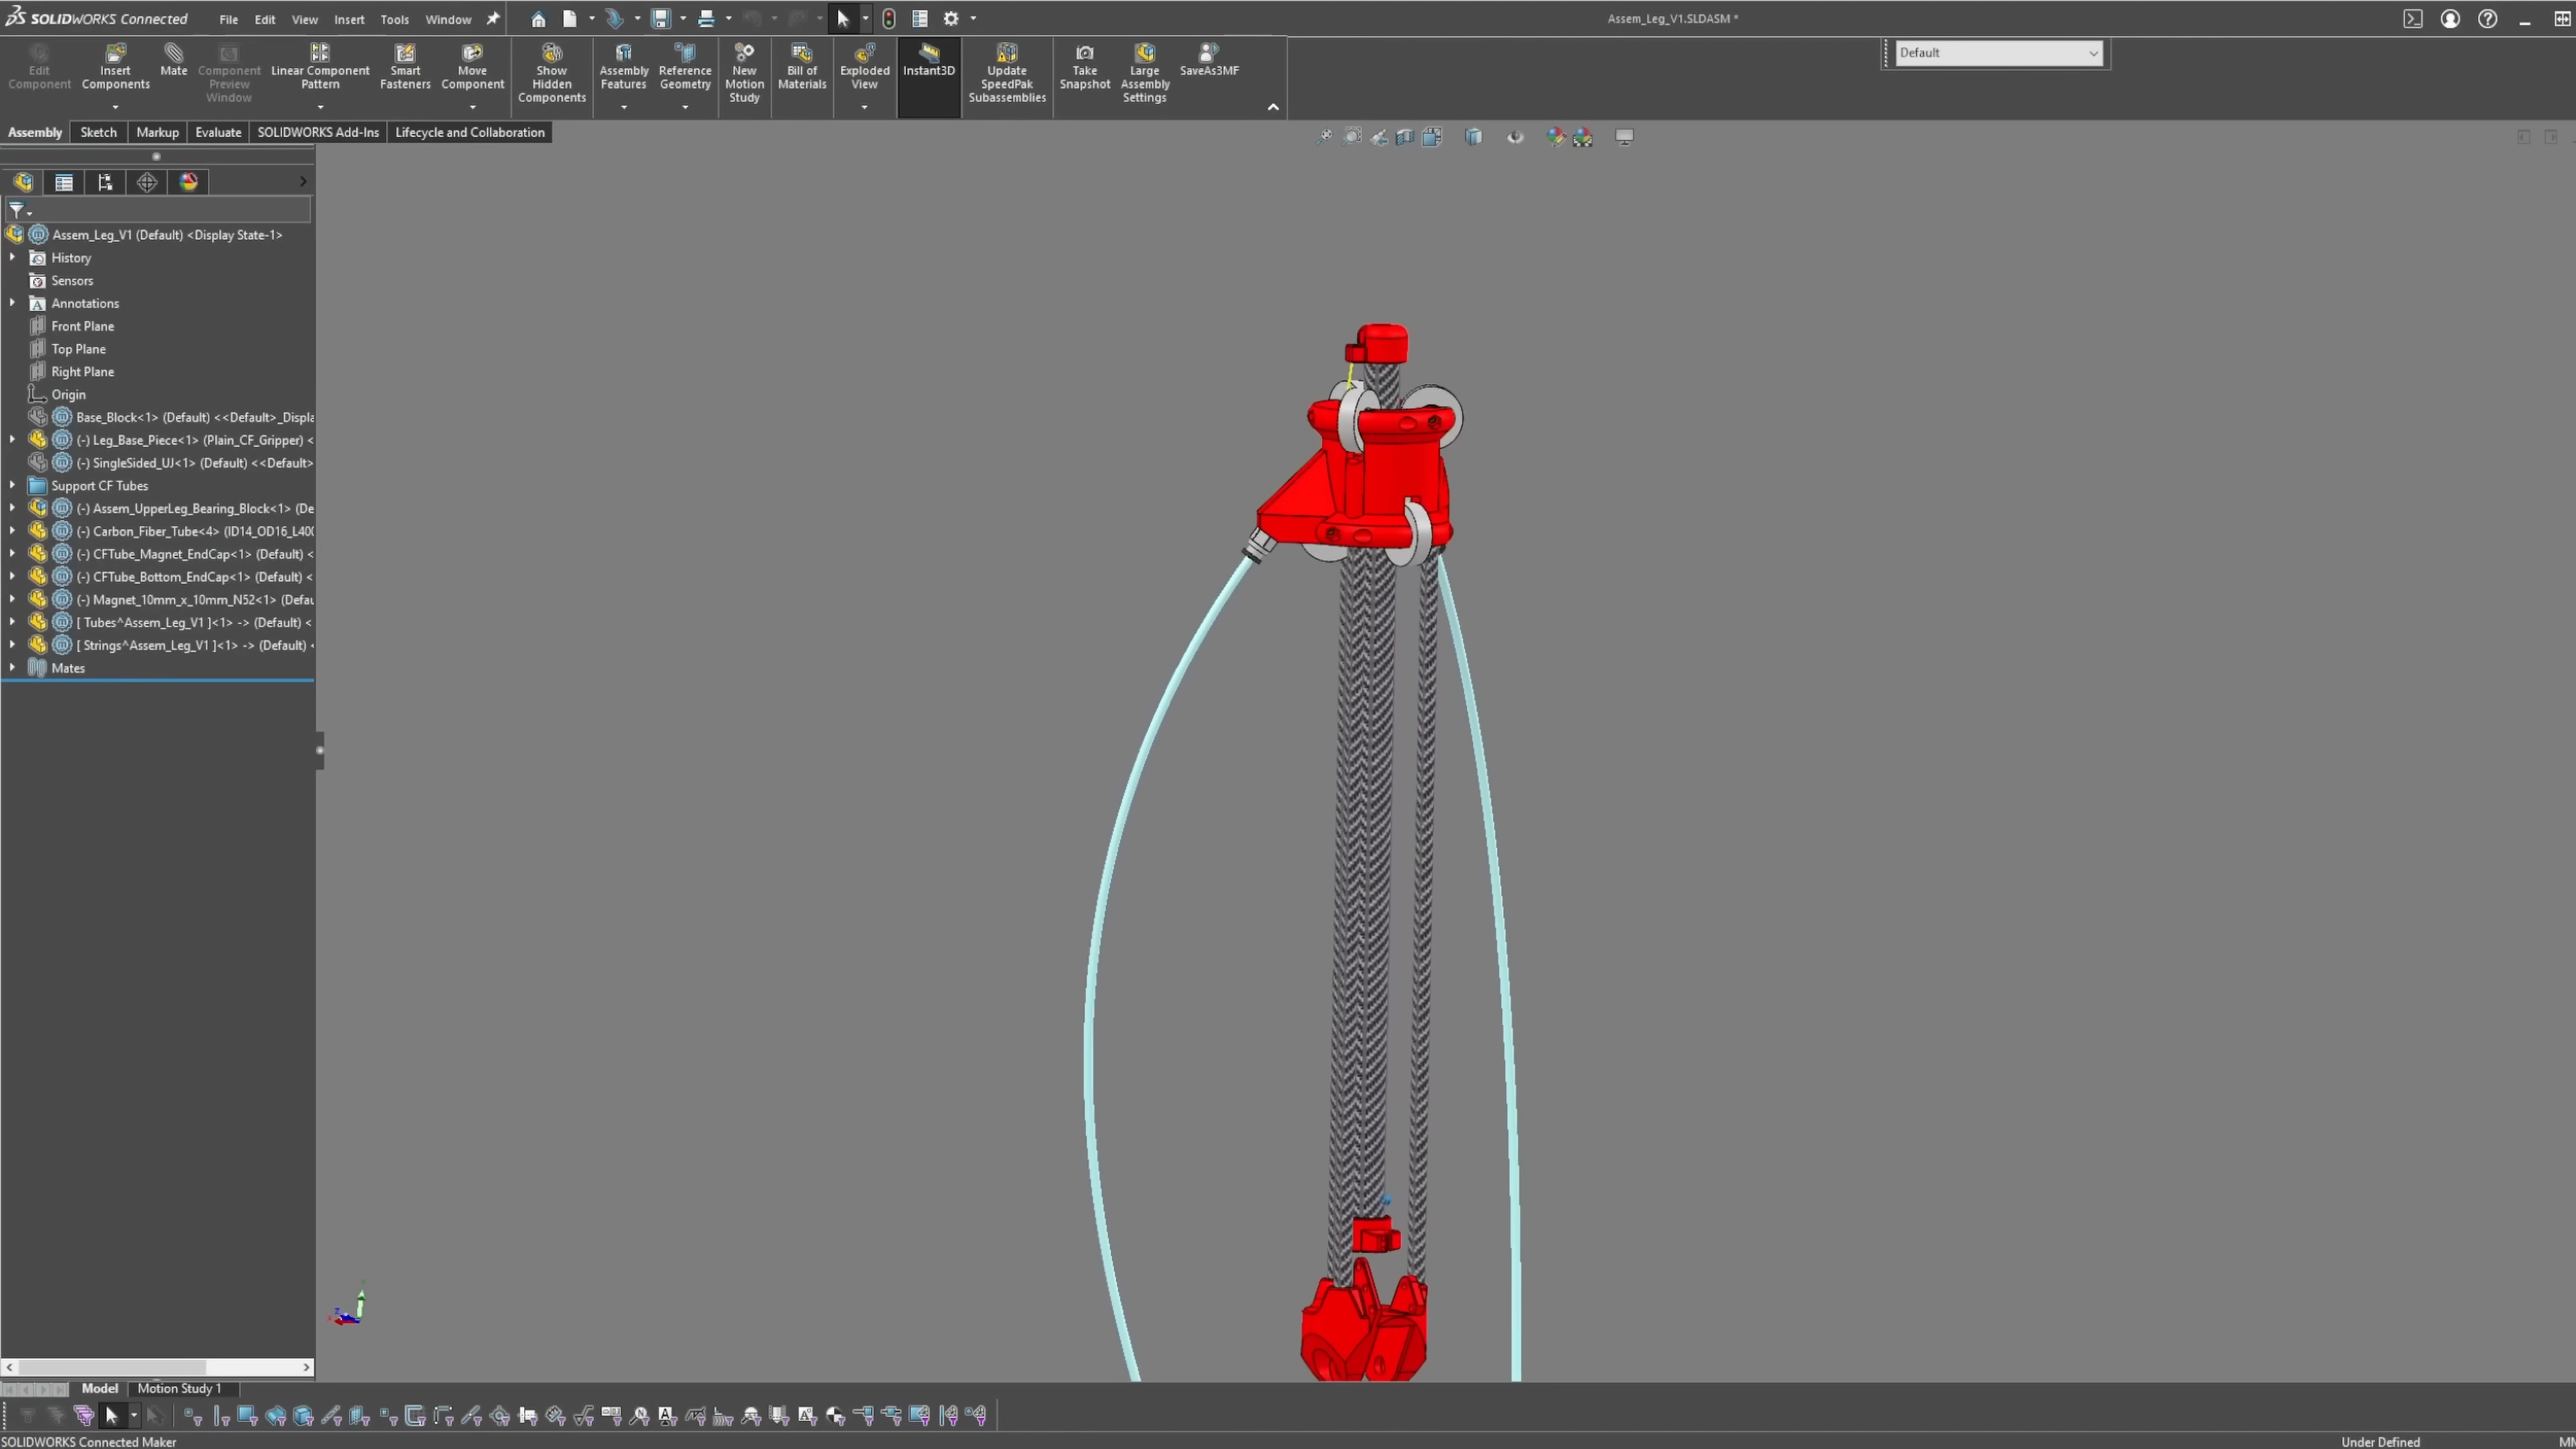 SOLIDWORKS Connected File Edit View Insert Tools Window
Assem_Leg_V1.SLDASM *
Edit Component
Insert Components
Mate
Component Preview Window
Linear Component Pattern
Smart Fasteners
Move Component
Show Hidden Components
Assembly Features
Reference Geometry
New Motion Study
Bill of Materials
Exploded View
Instant3D
Update SpeedPak Subassemblies
Take Snapshot
Large Assembly Settings
SaveAs3MF
Default
Assembly Sketch Markup Evaluate SOLIDWORKS Add-Ins Lifecycle and Collaboration
Assem_Leg_V1 (Default) <Display State-1>
History
Sensors
Annotations
Front Plane
Top Plane
Right Plane
Origin
Base_Block<1> (Default) <<Default>_Displa
(-) Leg_Base_Piece<1> (Plain_CF_Gripper) <
(-) SingleSided_UJ<1> (Default) <<Default>
Support CF Tubes
(-) Assem_UpperLeg_Bearing_Block<1> (De
(-) Carbon_Fiber_Tube<4> (ID14_OD16_L400
(-) CFTube_Magnet_EndCap<1> (Default) <
(-) CFTube_Bottom_EndCap<1> (Default) <
(-) Magnet_10mm_x_10mm_N52<1> (Defau
[ Tubes^Assem_Leg_V1 ]<1> -> (Default) <
[ Strings^Assem_Leg_V1 ]<1> -> (Default) <
Mates
Model Motion Study 1
SOLIDWORKS Connected Maker
Under Defined
MM